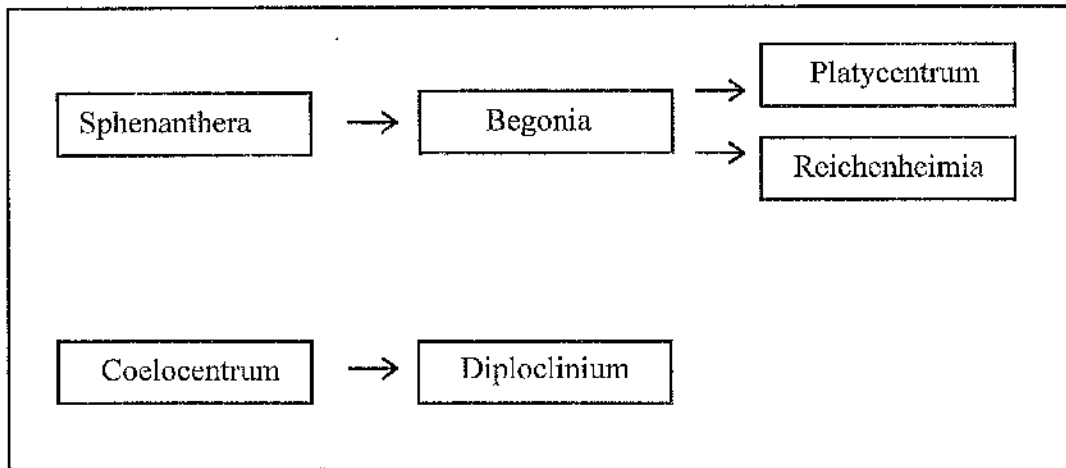 Platycentrum
Sphenanthera → Begonia →
→ Reichenheimia
Coelocentrum → Diploclinium